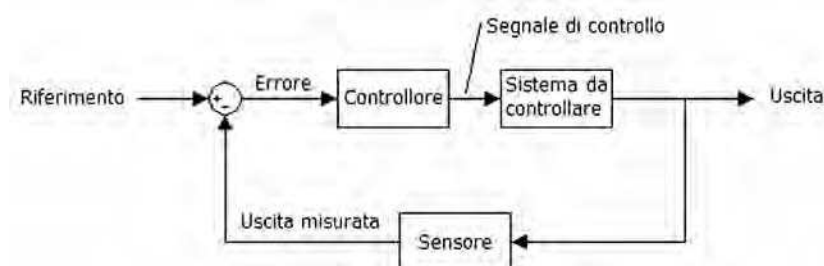 Segnale di controllo
Riferimento
+
-
Errore
Controllore
Sistema da
controllare
Uscita
Uscita misurata
Sensore